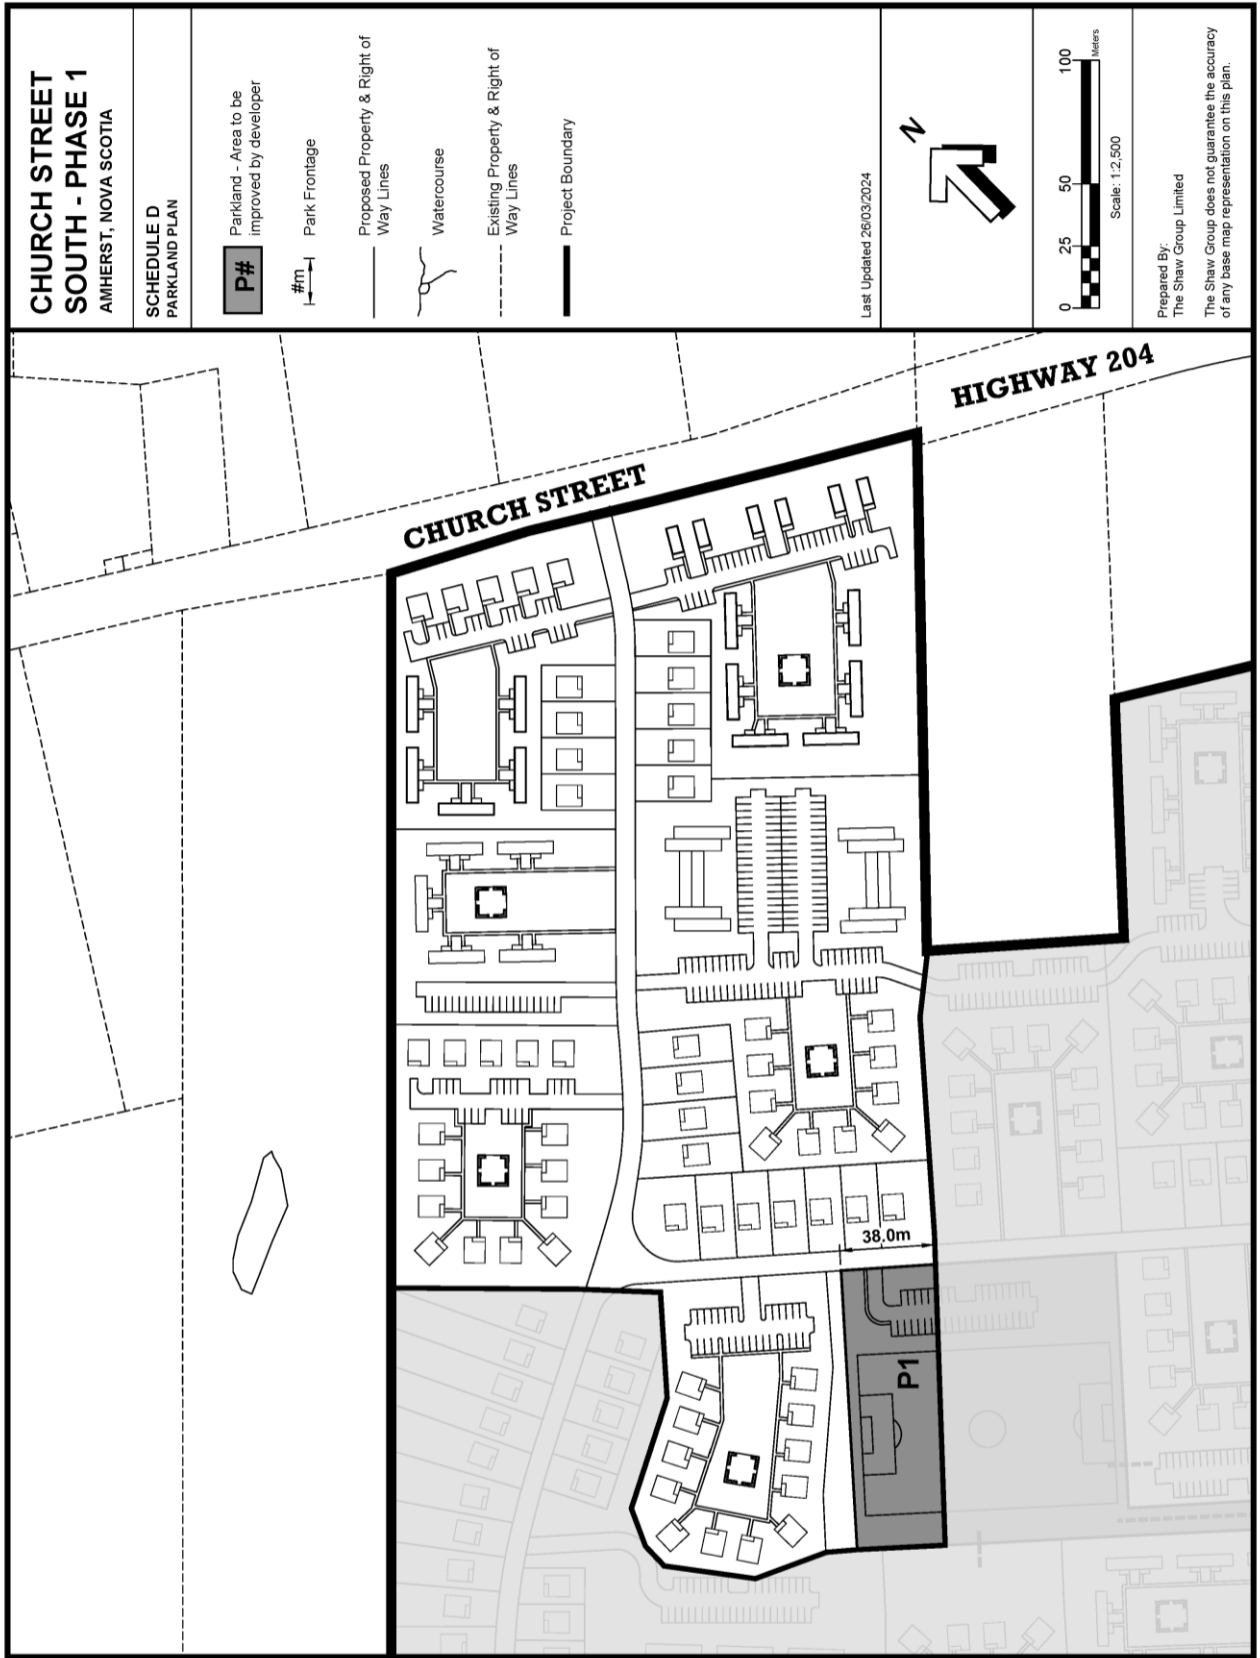 CHURCH STREET
SOUTH - PHASE 1
AMHERST, NOVA SCOTIA
SCHEDULE D
PARKLAND PLAN
P#
Parkland - Area to be
improved by developer
#m
Park Frontage
Proposed Property & Right of
Way Lines
Watercourse
Existing Property & Right of
Way Lines
Project Boundary
Last Updated 26/03/2024
N
0
25
50
100
Meters
Scale: 1:2,500
Prepared By:
The Shaw Group Limited
The Shaw Group does not guarantee the accuracy
of any base map representation on this plan.
HIGHWAY 204
CHURCH STREET
38.0m
P1